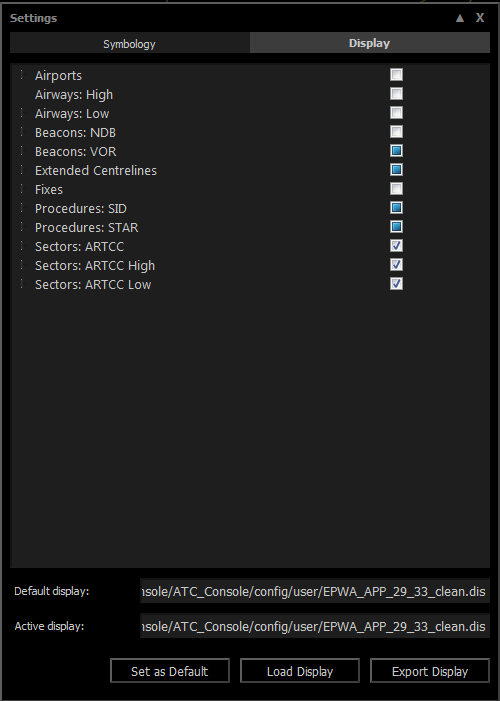 Settings ▲ X
Symbology Display
Airports
Airways: High
Airways: Low
Beacons: NDB
Beacons: VOR
Extended Centrelines
Fixes
Procedures: SID
Procedures: STAR
Sectors: ARTCC
Sectors: ARTCC High
Sectors: ARTCC Low
Default display: nsole/ATC_Console/config/user/EPWA_APP_29_33_clean.dis
Active display: nsole/ATC_Console/config/user/EPWA_APP_29_33_clean.dis
Set as Default Load Display Export Display